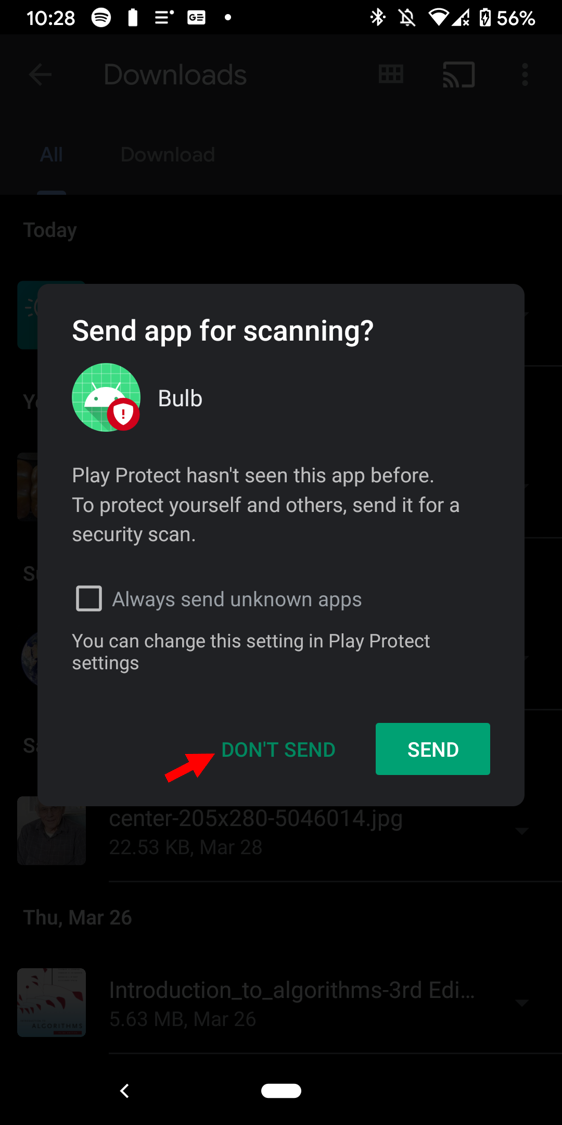 10:28
GE
56%
Downloads
All
Download
Today
Send app for scanning?
Bulb
Play Protect hasn't seen this app before.
To protect yourself and others, send it for a
security scan.
Always send unknown apps
You can change this setting in Play Protect
settings
DON'T SEND
SEND
center-205x280-5046014.jpg
22.53 KB, Mar 28
Thu, Mar 26
Introduction_to_algorithms-3rd Edi...
ALGORITHMS
5.63 MB, Mar 26